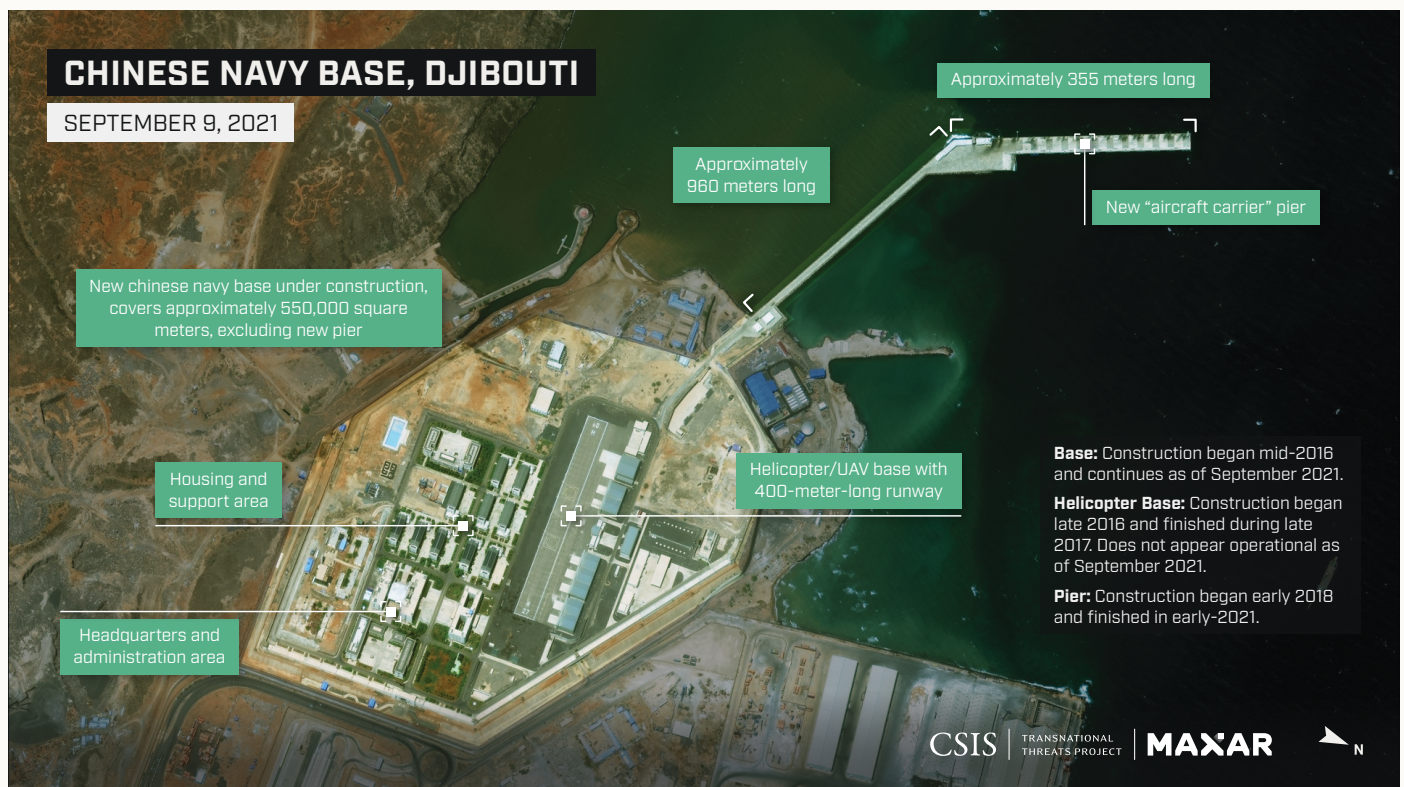 CHINESE NAVY BASE, DJIBOUTI
SEPTEMBER 9, 2021
Approximately 355 meters long
Approximately
960 meters long
New “aircraft carrier” pier
New chinese navy base under construction,
covers approximately 550,000 square
meters, excluding new pier
Housing and
support area
Helicopter/UAV base with
400-meter-long runway
Headquarters and
administration area
Base: Construction began mid-2016
and continues as of September 2021.
Helicopter Base: Construction began
late 2016 and finished during late
2017. Does not appear operational as
of September 2021.
Pier: Construction began early 2018
and finished in early-2021.
CSIS
TRANSNATIONAL
THREATS PROJECT
MAXAR
N